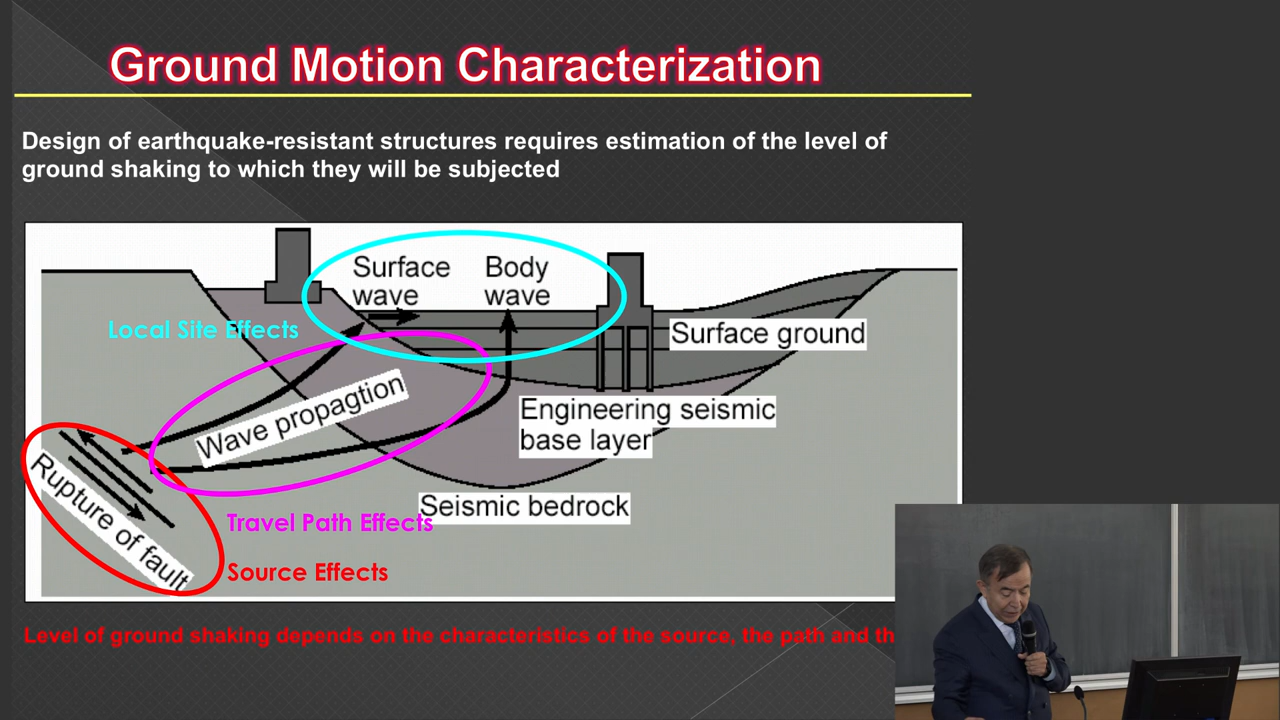 Ground Motion Characterization
Design of earthquake-resistant structures requires estimation of the level of
ground shaking to which they will be subjected
Surface
wave
Body
wave
Local Site Effects
Surface ground
Wave propagtion
Engineering seismic
base layer
Rupture of fault
Seismic bedrock
Travel Path Effects
Source Effects
Level of ground shaking depends on the characteristics of the source, the path and